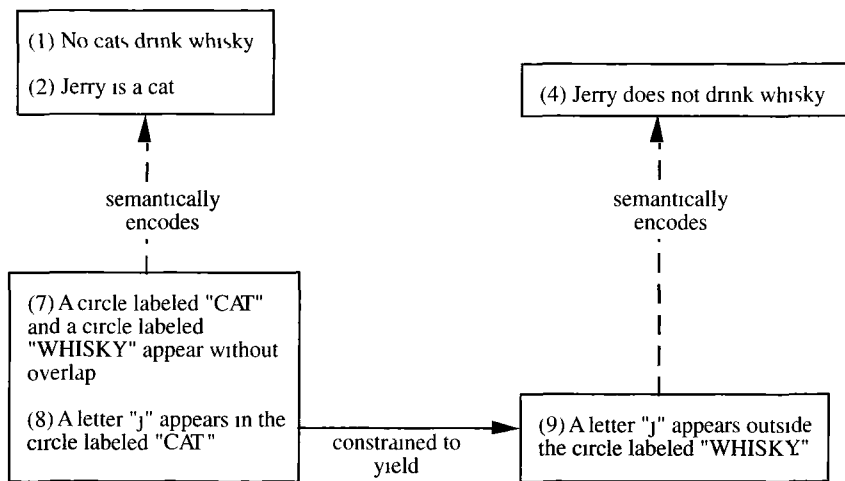 (1) No cats drink whisky
(2) Jerry is a cat
(4) Jerry does not drink whisky
semantically
encodes
semantically
encodes
(7) A circle labeled "CAT"
and a circle labeled
"WHISKY" appear without
overlap
(8) A letter "j" appears in the
circle labeled "CAT"
constrained to
yield
(9) A letter "j" appears outside
the circle labeled "WHISKY"